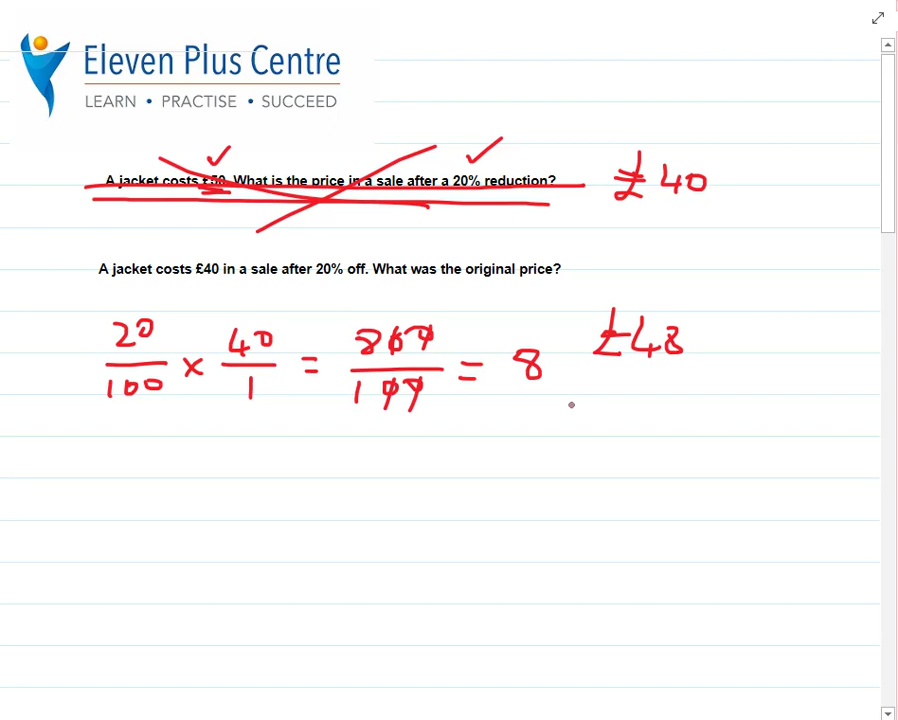 Eleven Plus Centre
LEARN • PRACTISE • SUCCEED
A jacket costs £50. What is the price in a sale after a 20% reduction?
£40
A jacket costs £40 in a sale after 20% off. What was the original price?
20/100 × 40/1 = 800/100 = 8
£48